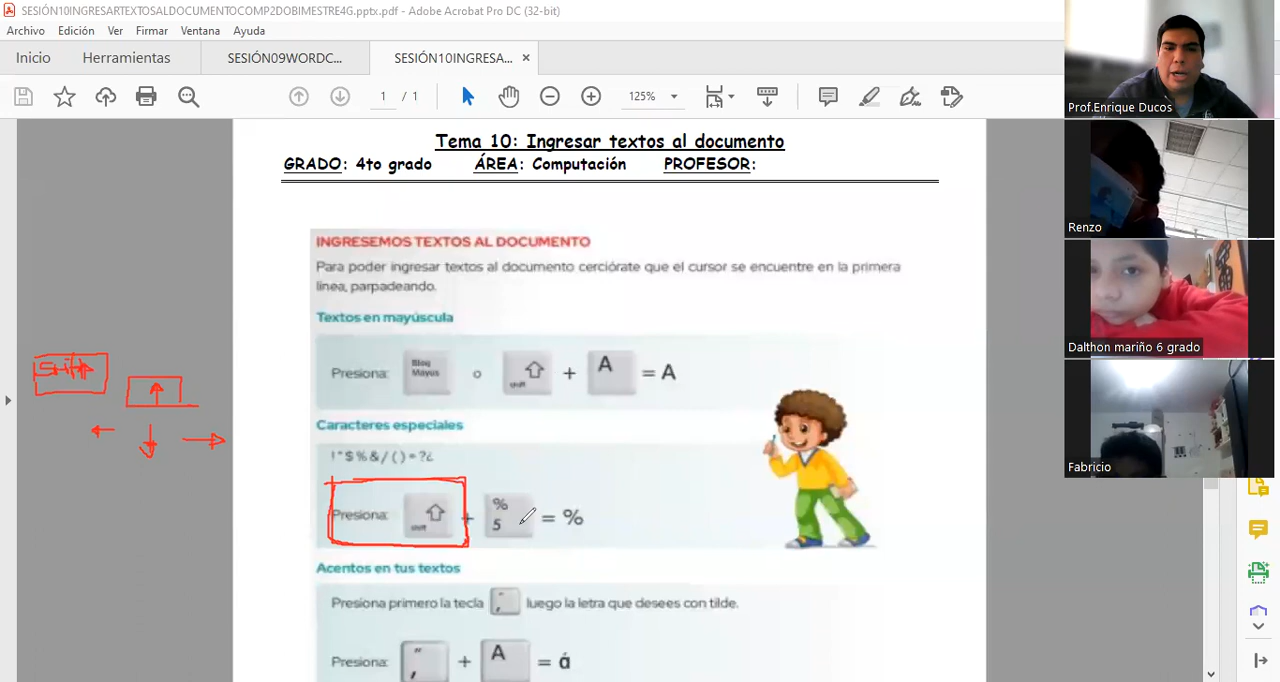 SESIÓN10INGRESARTEXTOSALDOCUMENTOCOMP2DOBIMESTRE4G.pptx.pdf - Adobe Acrobat Pro DC (32-bit)
Archivo Edición Ver Firmar Ventana Ayuda
Inicio Herramientas SESIÓN09WORDC... SESIÓN10INGRESA... ×
1 / 1 125%
Tema 10: Ingresar textos al documento
GRADO: 4to grado ÁREA: Computación PROFESOR:
INGRESEMOS TEXTOS AL DOCUMENTO
Para poder ingresar textos al documento cerciórate que el cursor se encuentre en la primera
línea, parpadeando.
Textos en mayúscula
Presiona: Bloq Mayus o shift + A = A
Caracteres especiales
!"$%&/()=?¿
Presiona: shift + % 5 = %
Acentos en tus textos
Presiona primero la tecla luego la letra que desees con tilde.
Presiona: + A = á
Prof.Enrique Ducos
Renzo
Dalthon mariño 6 grado
Fabricio